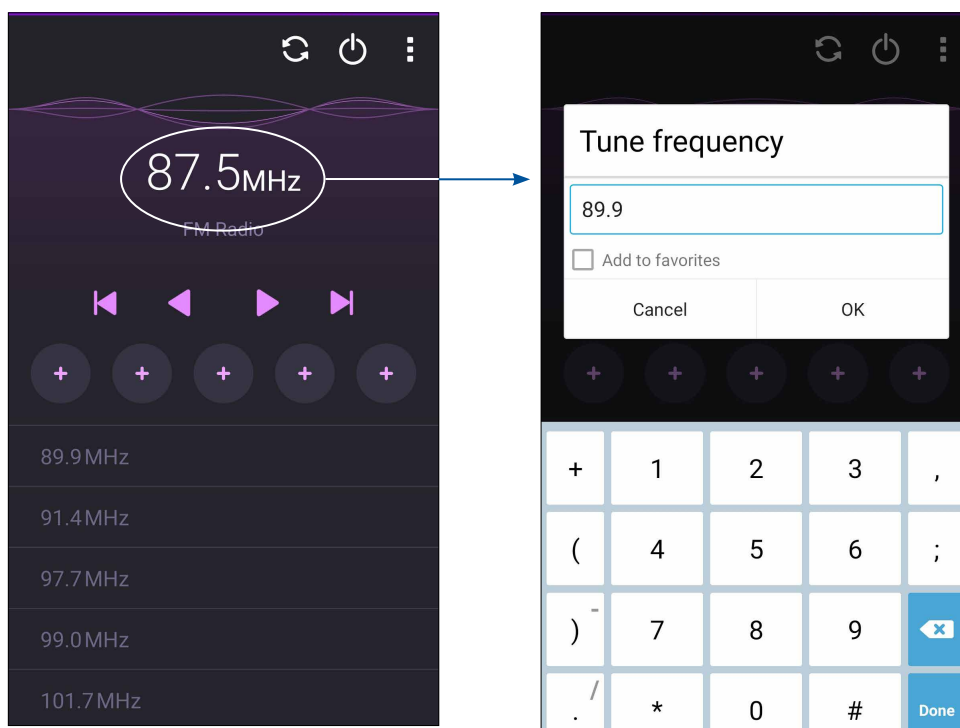 87.5MHz
FM Radio
+ + + + +
89.9MHz
91.4MHz
97.7MHz
99.0MHz
101.7MHz
Tune frequency
89.9
Add to favorites
Cancel OK
+ + + + +
+ 1 2 3 ,
( 4 5 6 ;
) - 7 8 9
. / * 0 # Done